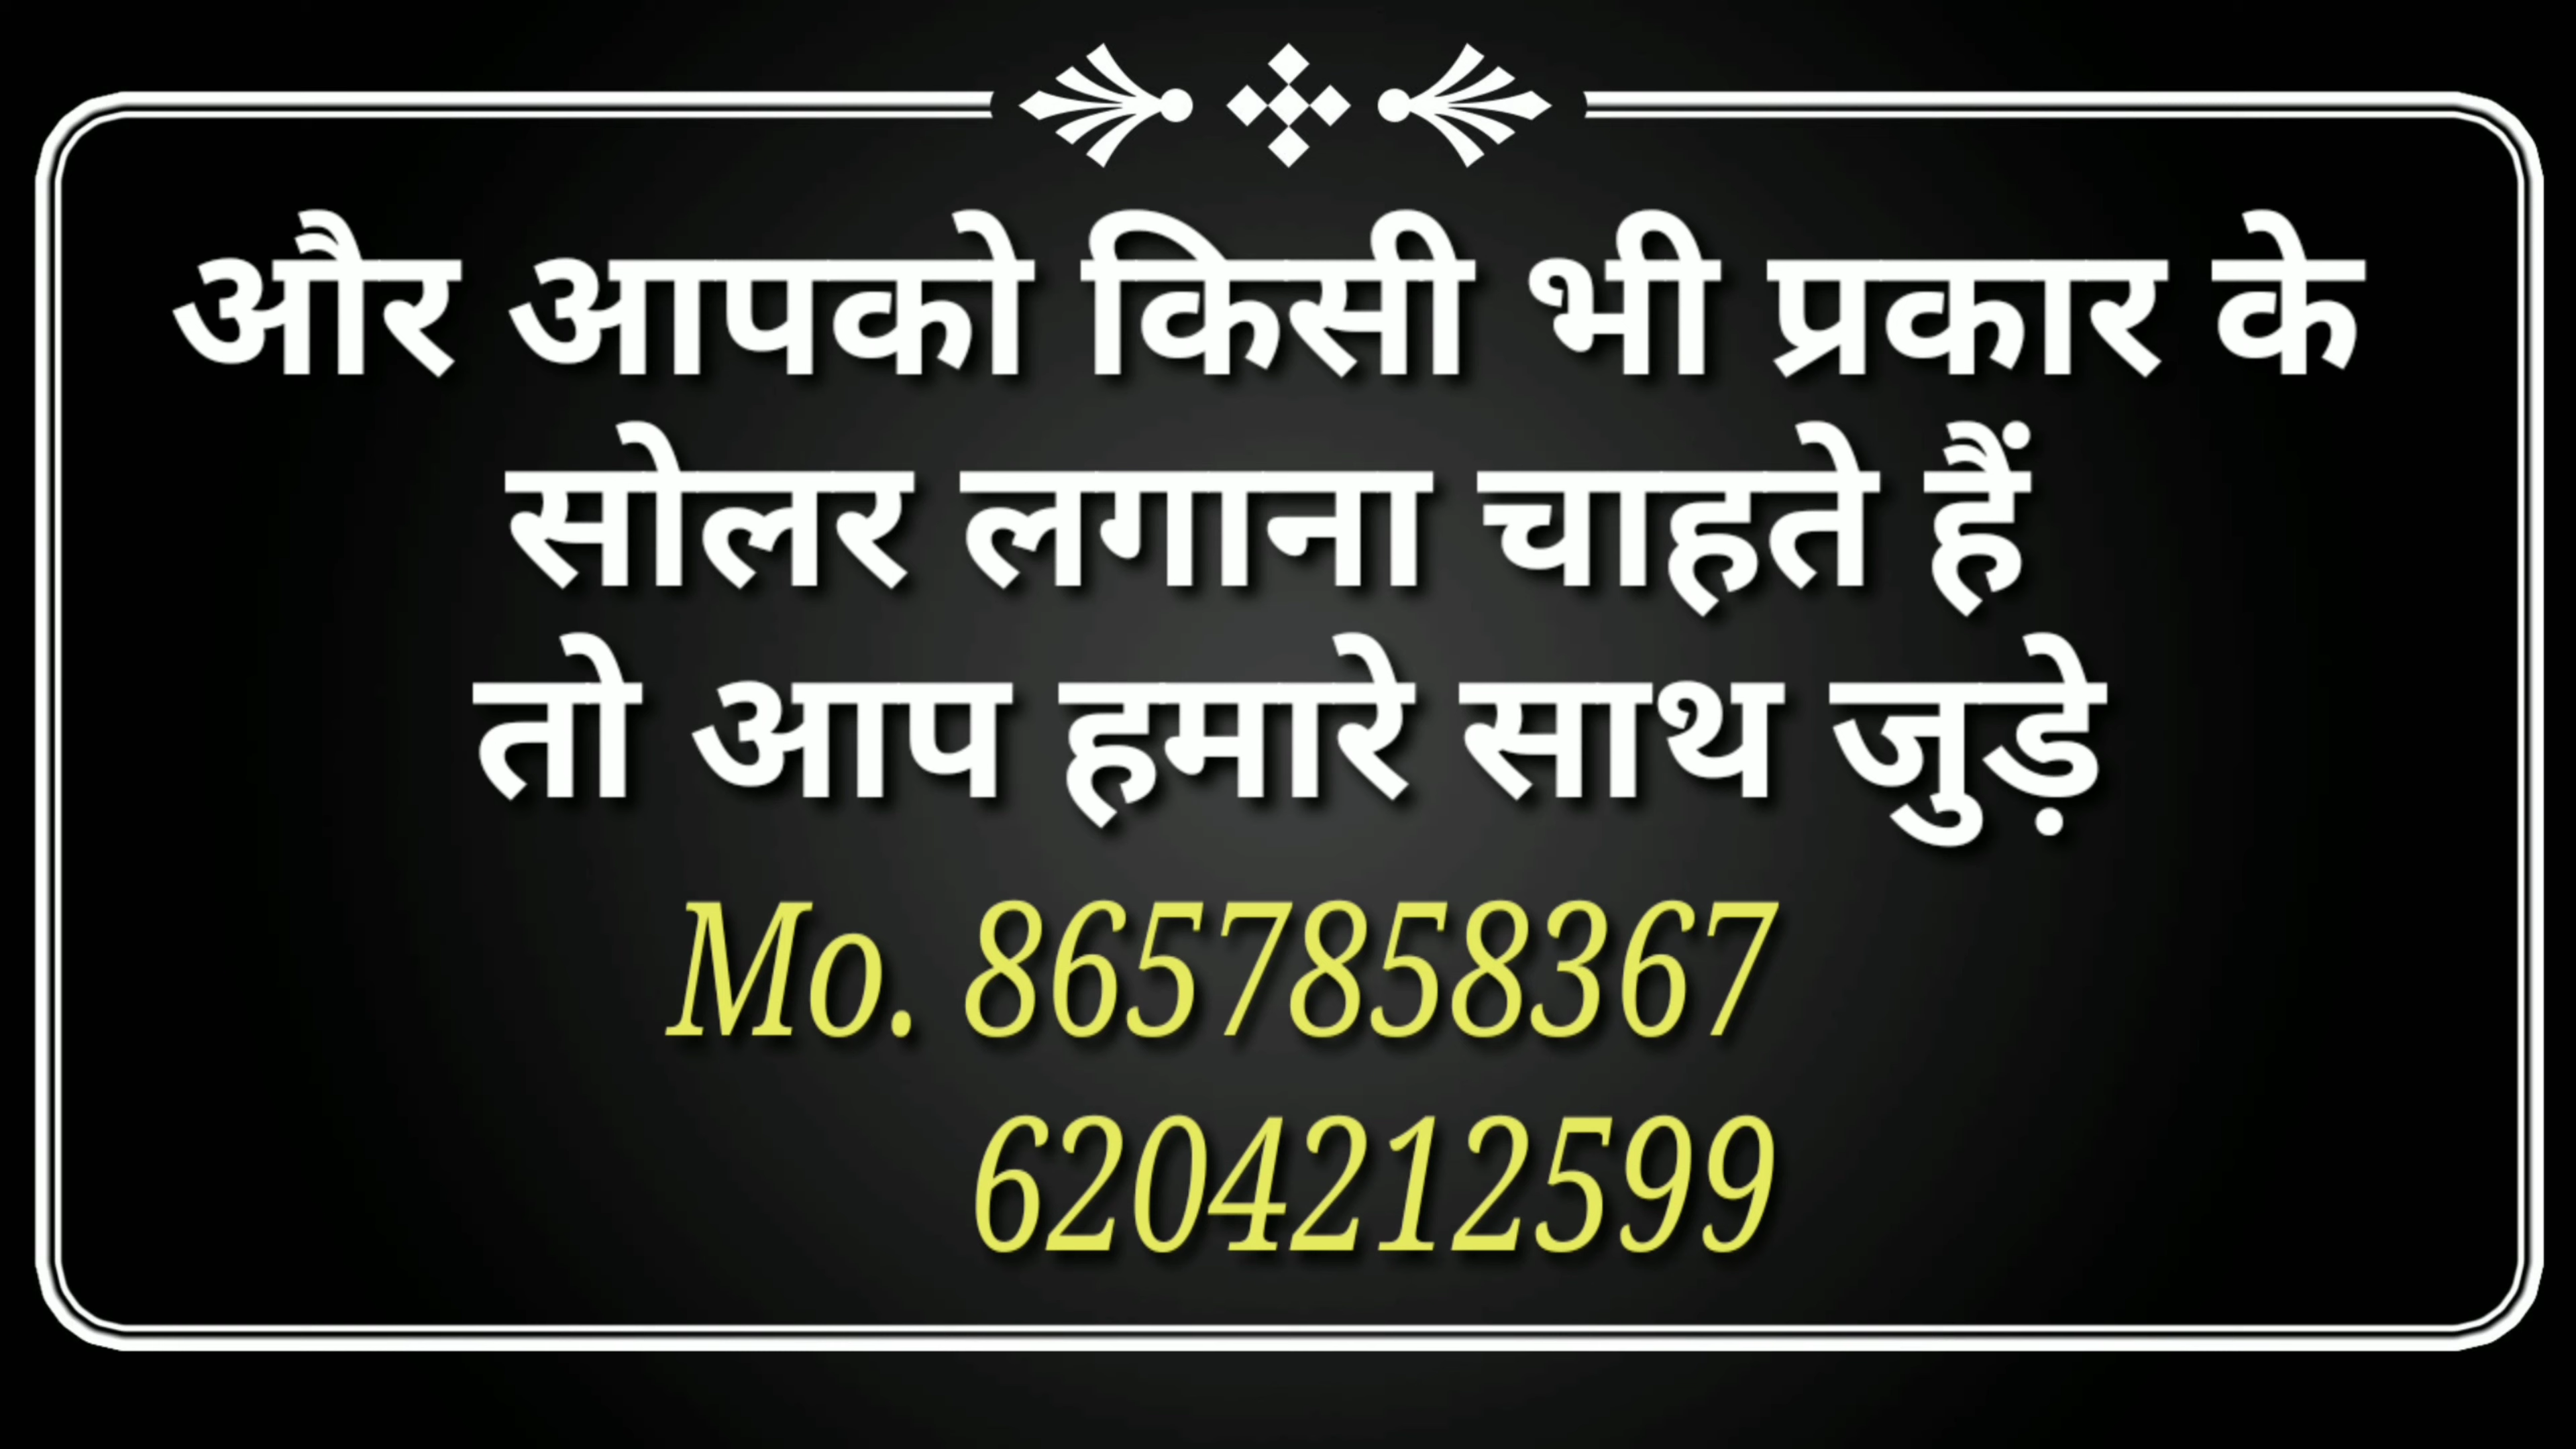 और आपको किसी भी प्रकार के
सोलर लगाना चाहते हैं
तो आप हमारे साथ जुड़े
Mo. 8657858367
6204212599